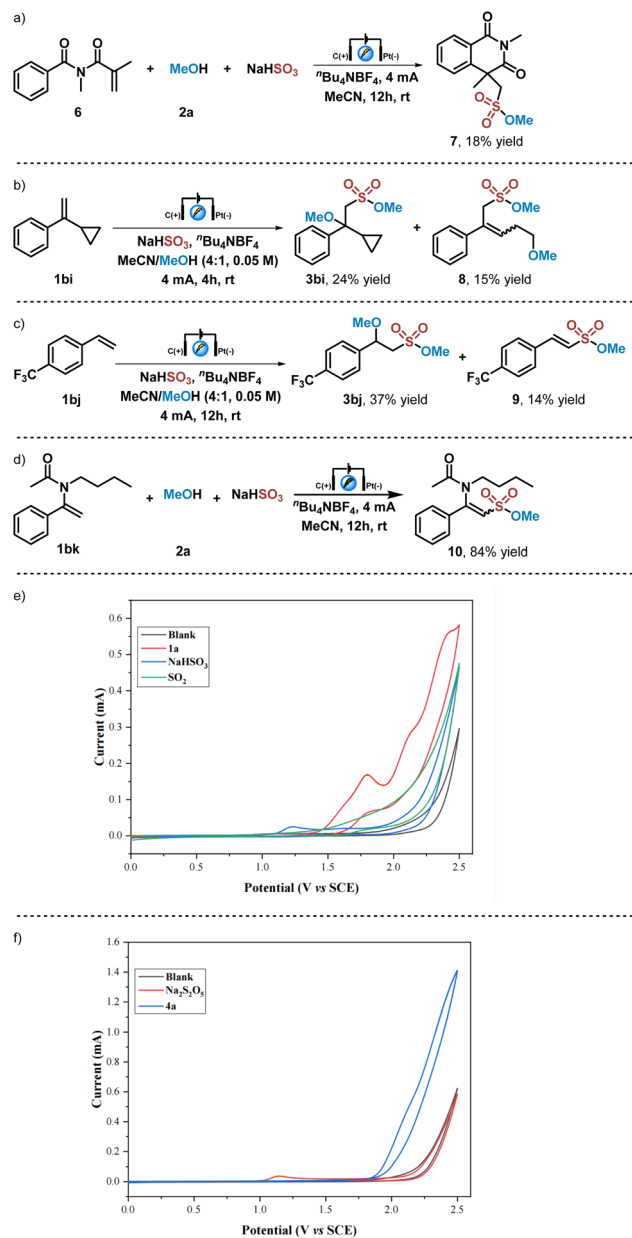 a)
O O
N
6
+ MeOH + NaHSO3
2a
C(+) Pt(-)
nBu4NBF4, 4 mA
MeCN, 12h, rt
O
N
O
O
S
O
OMe
7, 18% yield
b)
1bi
C(+) Pt(-)
NaHSO3, nBu4NBF4
MeCN/MeOH (4:1, 0.05 M)
4 mA, 4h, rt
O O
S
MeO OMe
3bi, 24% yield
+
O O
S
OMe
OMe
8, 15% yield
c)
F3C
1bj
C(+) Pt(-)
NaHSO3, nBu4NBF4
MeCN/MeOH (4:1, 0.05 M)
4 mA, 12h, rt
MeO O O
S
OMe
F3C
3bj, 37% yield
+
O O
S
OMe
F3C
9, 14% yield
d)
O
N
1bk
+ MeOH + NaHSO3
2a
C(+) Pt(-)
nBu4NBF4, 4 mA
MeCN, 12h, rt
O
N
O O
S
OMe
10, 84% yield
e)
Current (mA)
0.6
0.5
0.4
0.3
0.2
0.1
0.0
Blank
1a
NaHSO3
SO2
0.0 0.5 1.0 1.5 2.0 2.5
Potential (V vs SCE)
f)
Current (mA)
1.6
1.4
1.2
1.0
0.8
0.6
0.4
0.2
0.0
Blank
Na2S2O5
4a
0.0 0.5 1.0 1.5 2.0 2.5
Potential (V vs SCE)